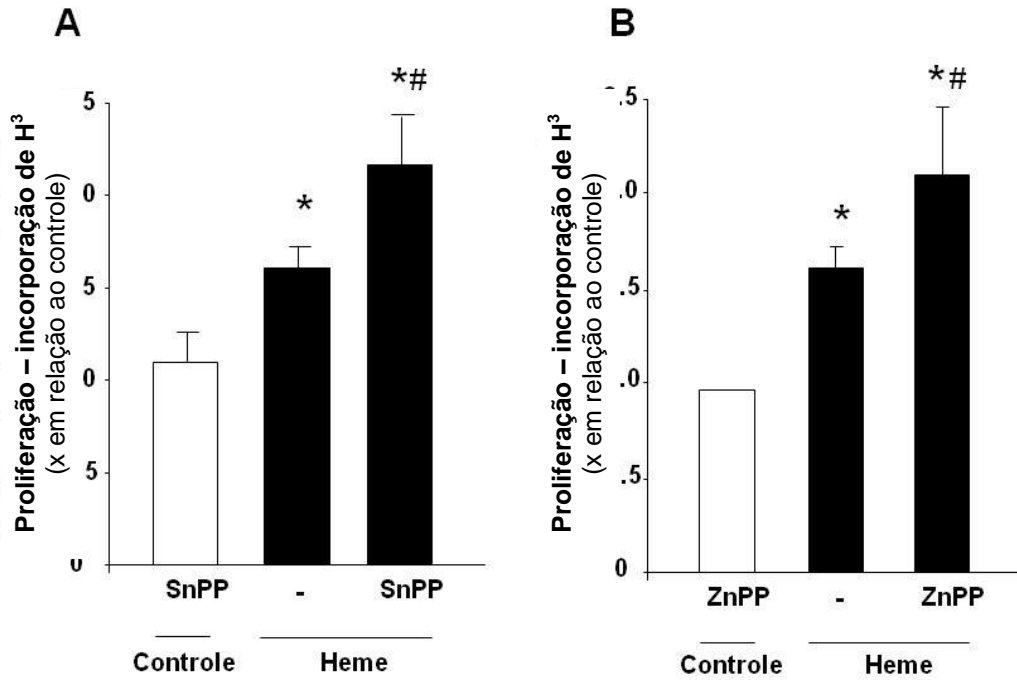 A
Proliferação – incorporação de H³
(x em relação ao controle)
5
0
5
0
5
0
*
*#
SnPP - SnPP
Controle Heme
B
Proliferação – incorporação de H³
(x em relação ao controle)
.5
.0
.5
.0
.5
0
*
*#
ZnPP - ZnPP
Controle Heme